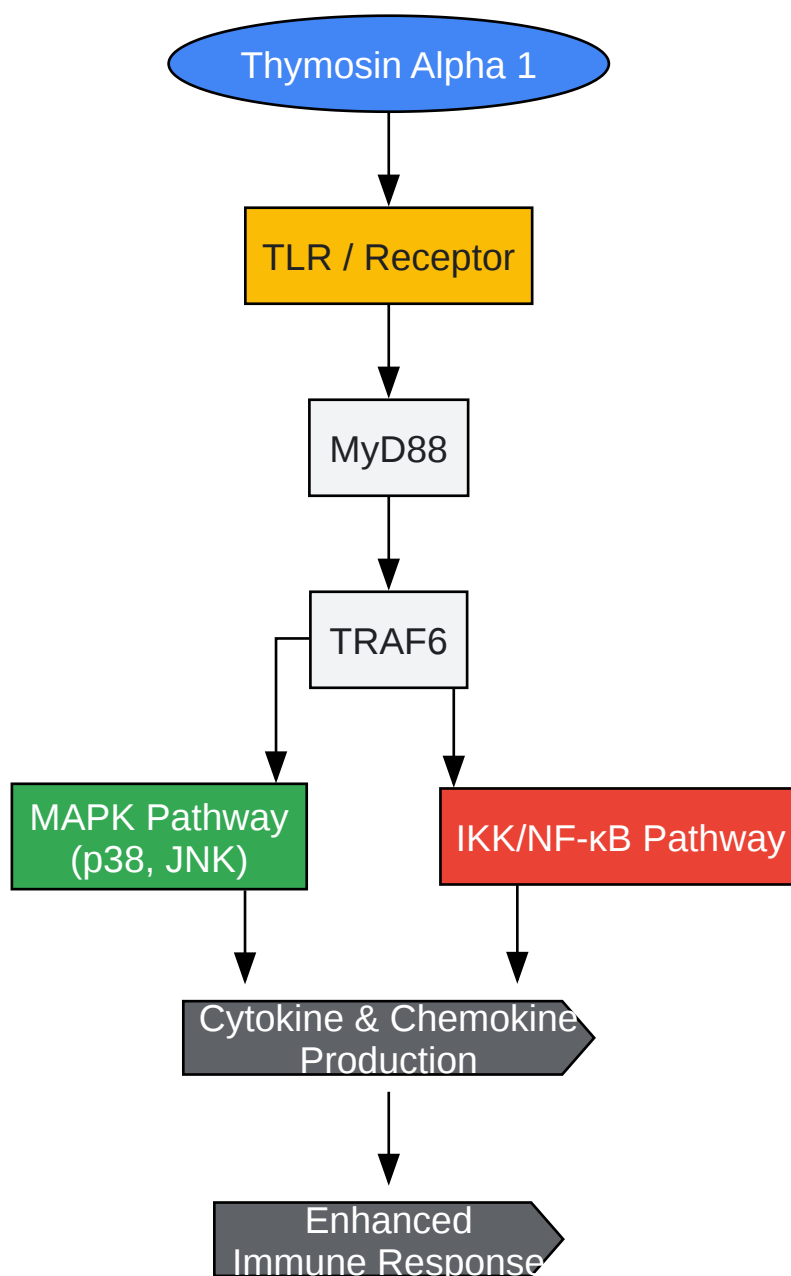 Thymosin Alpha 1
TLR / Receptor
MyD88
TRAF6
MAPK Pathway
(p38, JNK)
IKK/NF-κB Pathway
Cytokine & Chemokine
Production
Enhanced
Immune Response